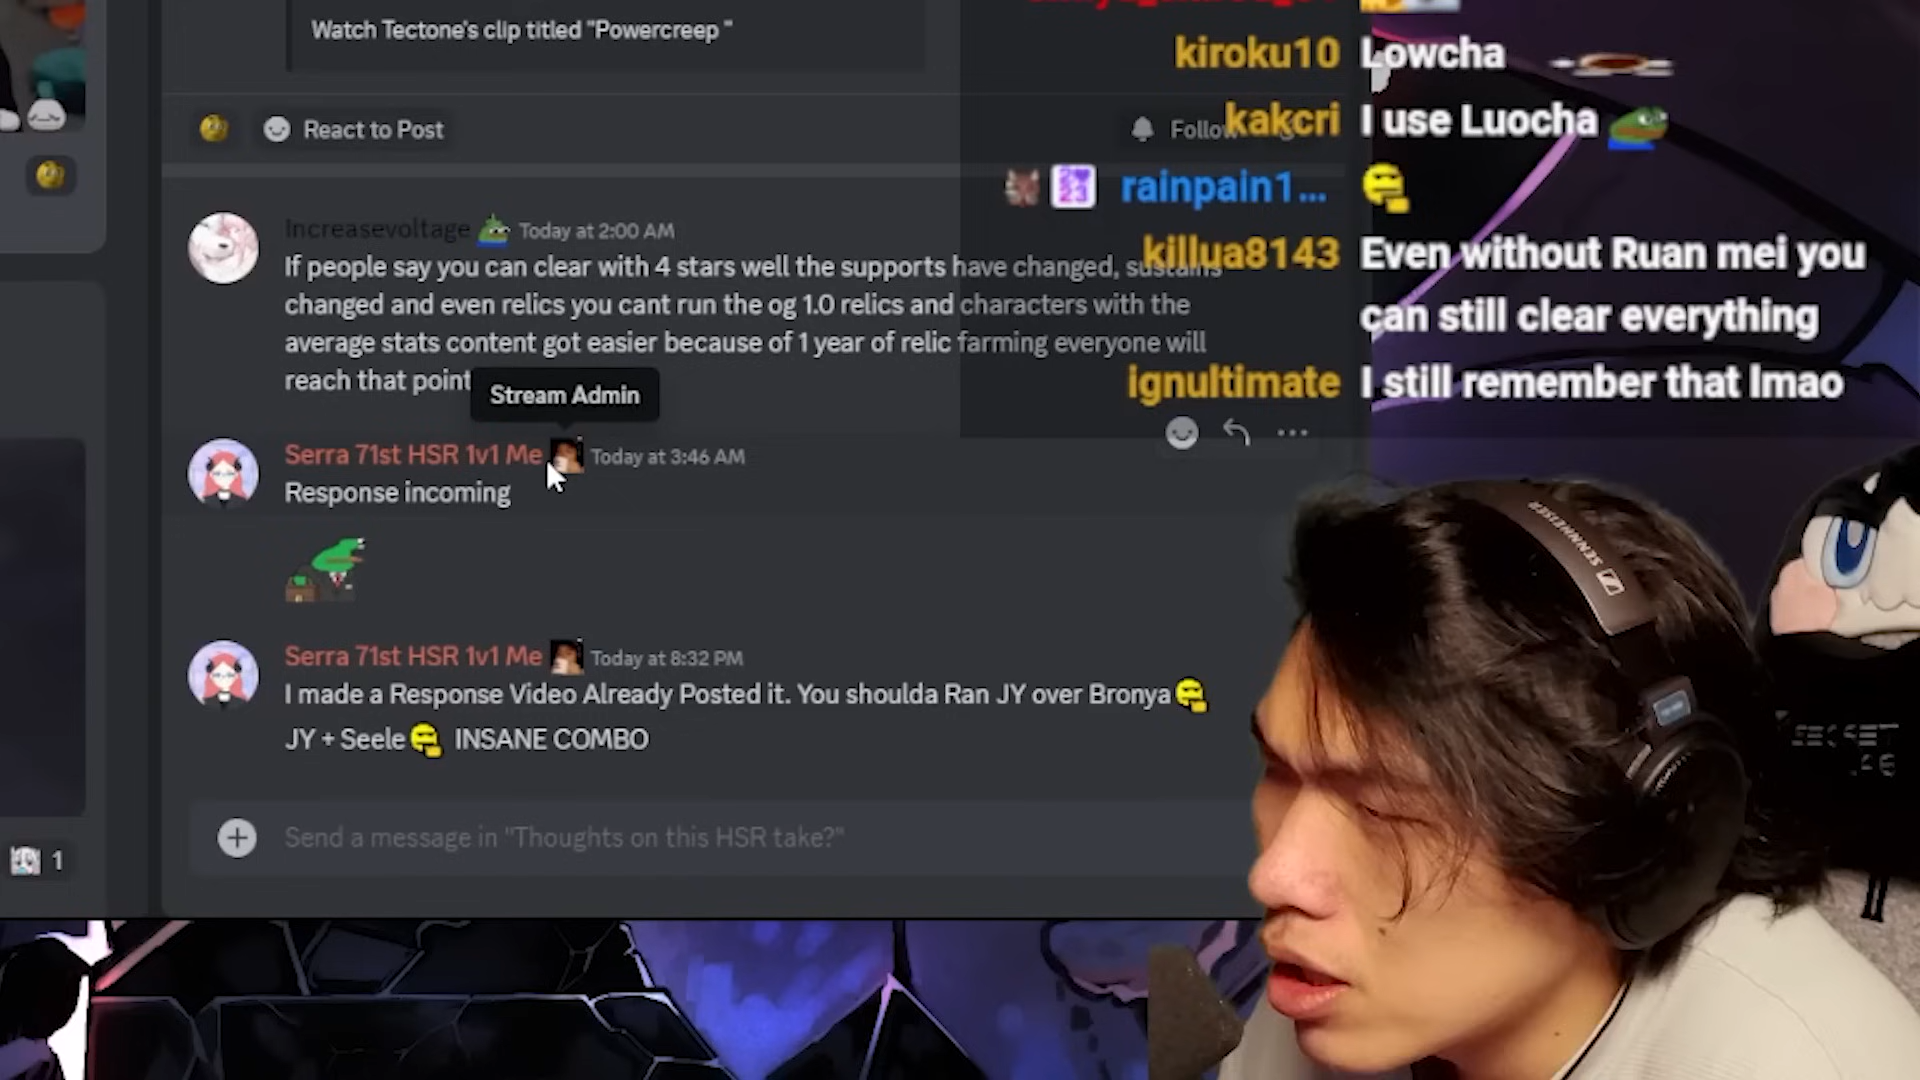 Watch Tectone's clip titled "Powercreep "
React to Post
Increasevoltage Today at 2:00 AM
If people say you can clear with 4 stars well the supports have changed, sustains
changed and even relics you cant run the og 1.0 relics and characters with the
average stats content got easier because of 1 year of relic farming everyone will
reach that point
Stream Admin
Serra 71st HSR 1v1 Me Today at 3:46 AM
Response incoming
Serra 71st HSR 1v1 Me Today at 8:32 PM
I made a Response Video Already Posted it. You shoulda Ran JY over Bronya
JY + Seele INSANE COMBO
Send a message in "Thoughts on this HSR take?"
1
kiroku10 Lowcha
kakcri I use Luocha
rainpain1...
killua8143 Even without Ruan mei you
can still clear everything
ignultimate I still remember that lmao
SENNHEISER